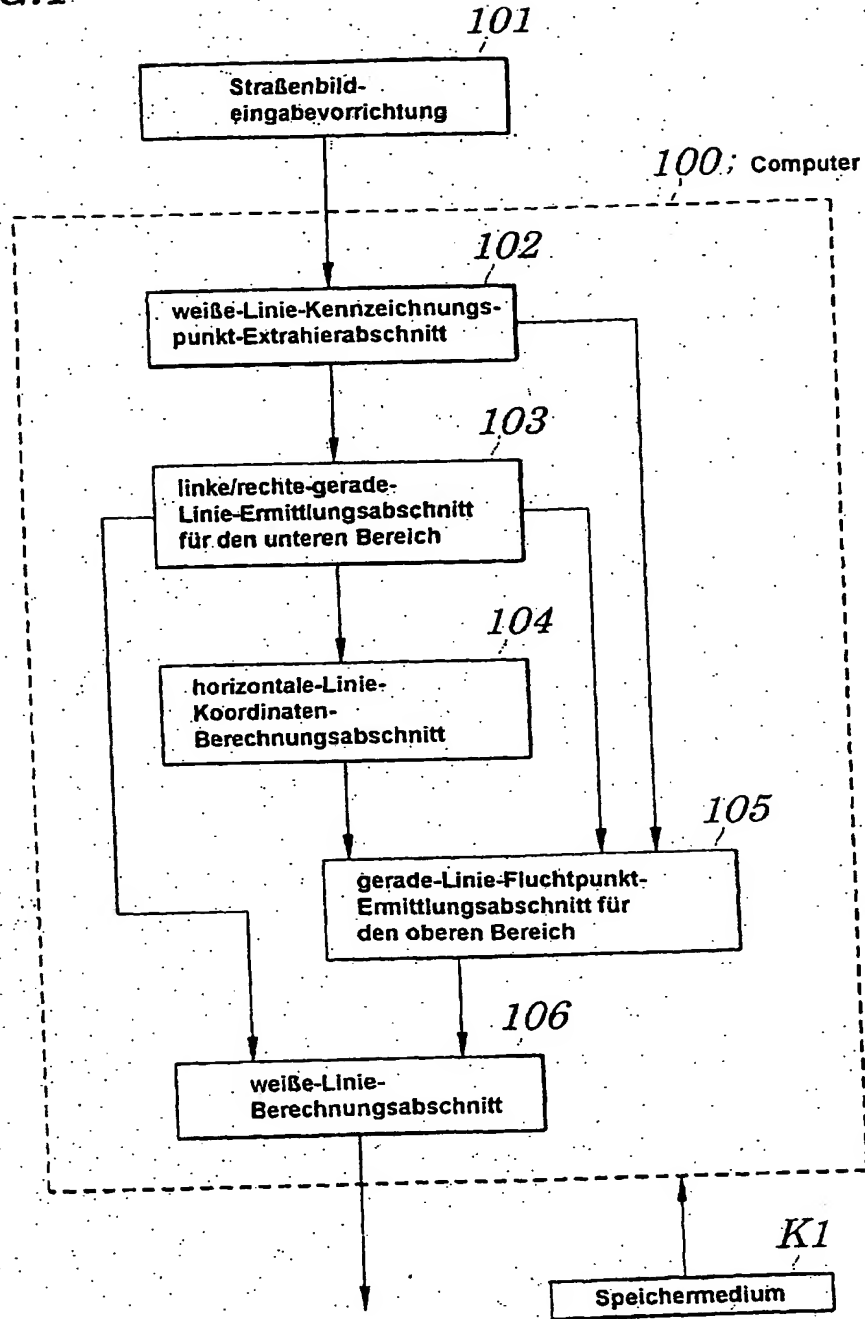 101
Straßenbild-
eingabevorrichtung
100; Computer
102
weiße-Linie-Kennzeichnungs-
punkt-Extrahierabschnitt
103
linke/rechte-gerade-
Linie-Ermittlungsabschnitt
für den unteren Bereich
104
horizontale-Linie-
Koordinaten-
Berechnungsabschnitt
105
gerade-Linie-Fluchtpunkt-
Ermittlungsabschnitt für
den oberen Bereich
106
weiße-Linie-
Berechnungsabschnitt
K1
Speichermedium